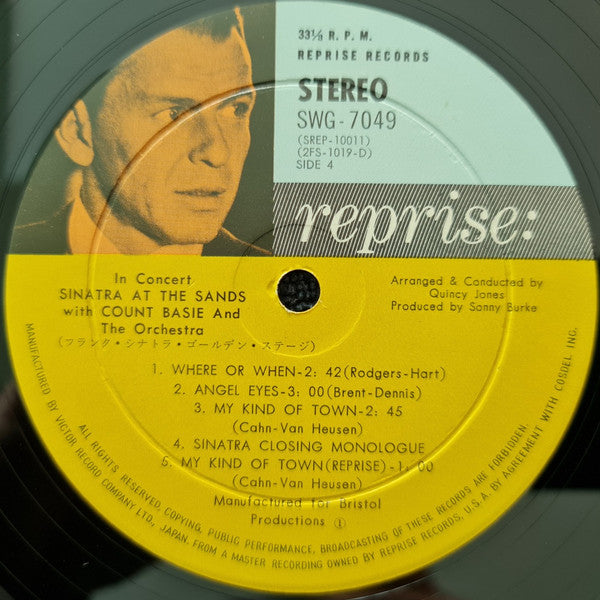 33⅓ R. P. M.
REPRISE RECORDS
STEREO
SWG - 7049
(SREP-10011)
(2FS-1019-D)
SIDE 4
reprise:
In Concert
SINATRA AT THE SANDS
with COUNT BASIE And
The Orchestra
(フランク・シナトラ・ゴールデン・ステージ)
Arranged & Conducted by
Quincy Jones
Produced by Sonny Burke
1. WHERE OR WHEN-2: 42(Rodgers-Hart)
2. ANGEL EYES-3: 00(Brent-Dennis)
3. MY KIND OF TOWN-2: 45
(Cahn-Van Heusen)
4. SINATRA CLOSING MONOLOGUE
5. MY KIND OF TOWN(REPRISE)-1: 00
(Cahn-Van Heusen)
Manufactured for Bristol
Productions Ⓘ
ALL RIGHTS RESERVED, COPYING, PUBLIC PERFORMANCE, BROADCASTING OF THESE RECORDS ARE FORBIDDEN.
MANUFACTURED BY VICTOR RECORD COMPANY LTD., JAPAN. FROM A MASTER RECORDING OWNED BY REPRISE RECORDS, U.S.A. BY AGREEMENT WITH COSDEL INC.